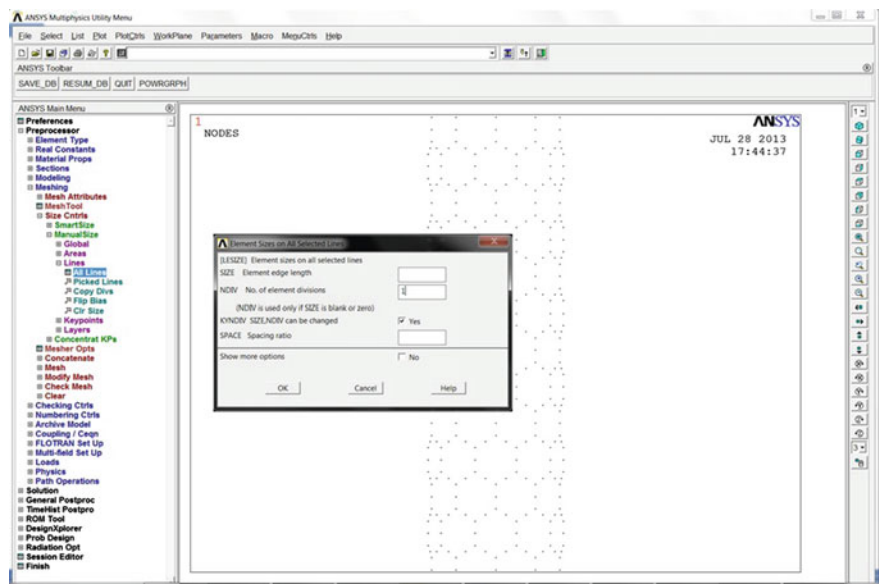 ANSYS Multiphysics Utility Menu
File Select List Plot PlotCtrls WorkPlane Parameters Macro MenuCtrls Help
ANSYS Toolbar
SAVE_DB RESUM_DB QUIT POWRGRPH
ANSYS Main Menu
Preferences
Preprocessor
Element Type
Real Constants
Material Props
Sections
Modeling
Meshing
Mesh Attributes
MeshTool
Size Cntrls
SmartSize
ManualSize
Global
Areas
Lines
All Lines
Picked Lines
Copy Divs
Flip Bias
Clr Size
Keypoints
Layers
Concentrat KPs
Mesher Opts
Concatenate
Mesh
Modify Mesh
Check Mesh
Clear
Checking Ctrls
Numbering Ctrls
Archive Model
Coupling / Ceqn
FLOTRAN Set Up
Multi-field Set Up
Loads
Physics
Path Operations
Solution
General Postproc
TimeHist Postpro
ROM Tool
DesignXplorer
Prob Design
Radiation Opt
Session Editor
Finish
1
NODES
ANSYS
JUL 28 2013
17:44:37
Element Sizes on All Selected Lines
[LESIZE] Element sizes on all selected lines
SIZE Element edge length
NDIV No. of element divisions
1
(NDIV is used only if SIZE is blank or zero)
KYNDIV SIZE,NDIV can be changed
Yes
SPACE Spacing ratio
Show more options
No
OK Cancel Help
1
3